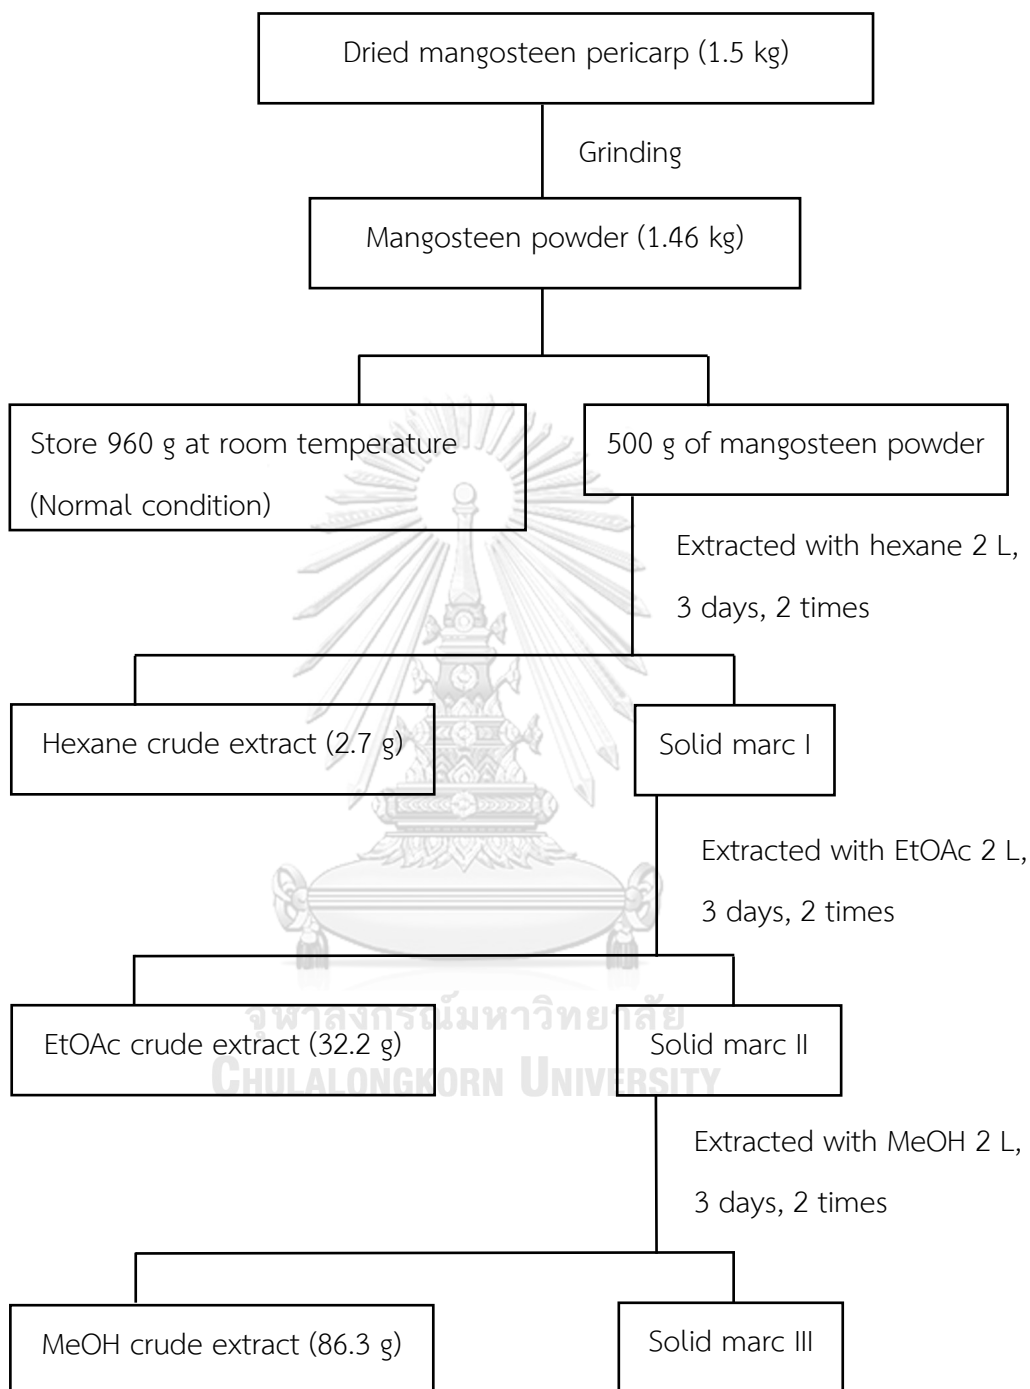 Dried mangosteen pericarp (1.5 kg)
Grinding
Mangosteen powder (1.46 kg)
Store 960 g at room temperature
(Normal condition)
500 g of mangosteen powder
Extracted with hexane 2 L,
3 days, 2 times
Hexane crude extract (2.7 g)
Solid marc I
Extracted with EtOAc 2 L,
3 days, 2 times
EtOAc crude extract (32.2 g)
Solid marc II
จุฬาลงกรณ์มหาวิทยาลัย
CHULALONGKORN UNIVERSITY
Extracted with MeOH 2 L,
3 days, 2 times
MeOH crude extract (86.3 g)
Solid marc III